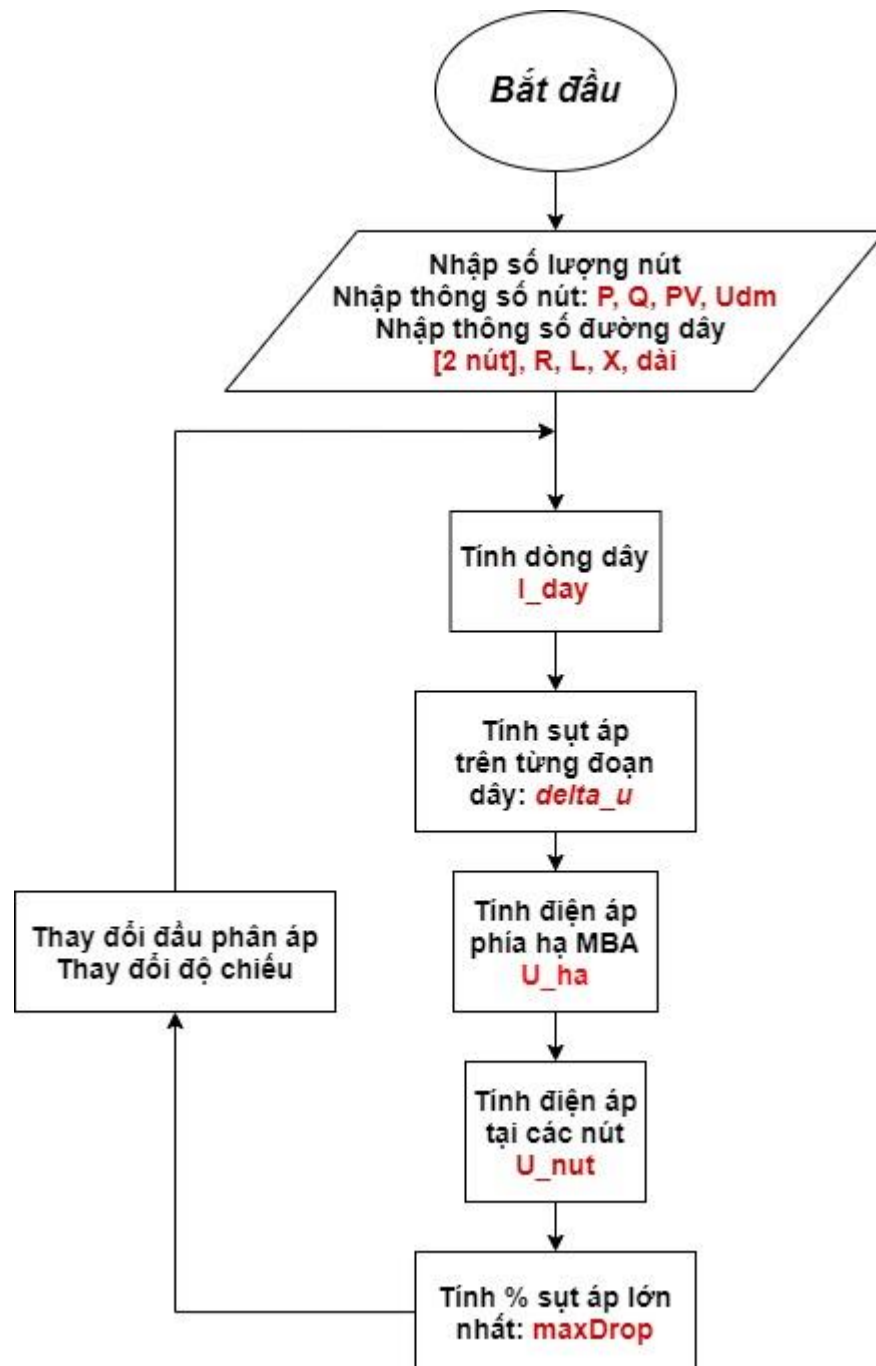 Bắt đầu
Nhập số lượng nút
Nhập thông số nút: P, Q, PV, Udm
Nhập thông số đường dây
[2 nút], R, L, X, dài
Tính dòng dây
I_day
Tính sụt áp
trên từng đoạn
dây: delta_u
Thay đổi đầu phân áp
Thay đổi độ chiếu
Tính điện áp
phía hạ MBA
U_ha
Tính điện áp
tại các nút
U_nut
Tính % sụt áp lớn
nhất: maxDrop